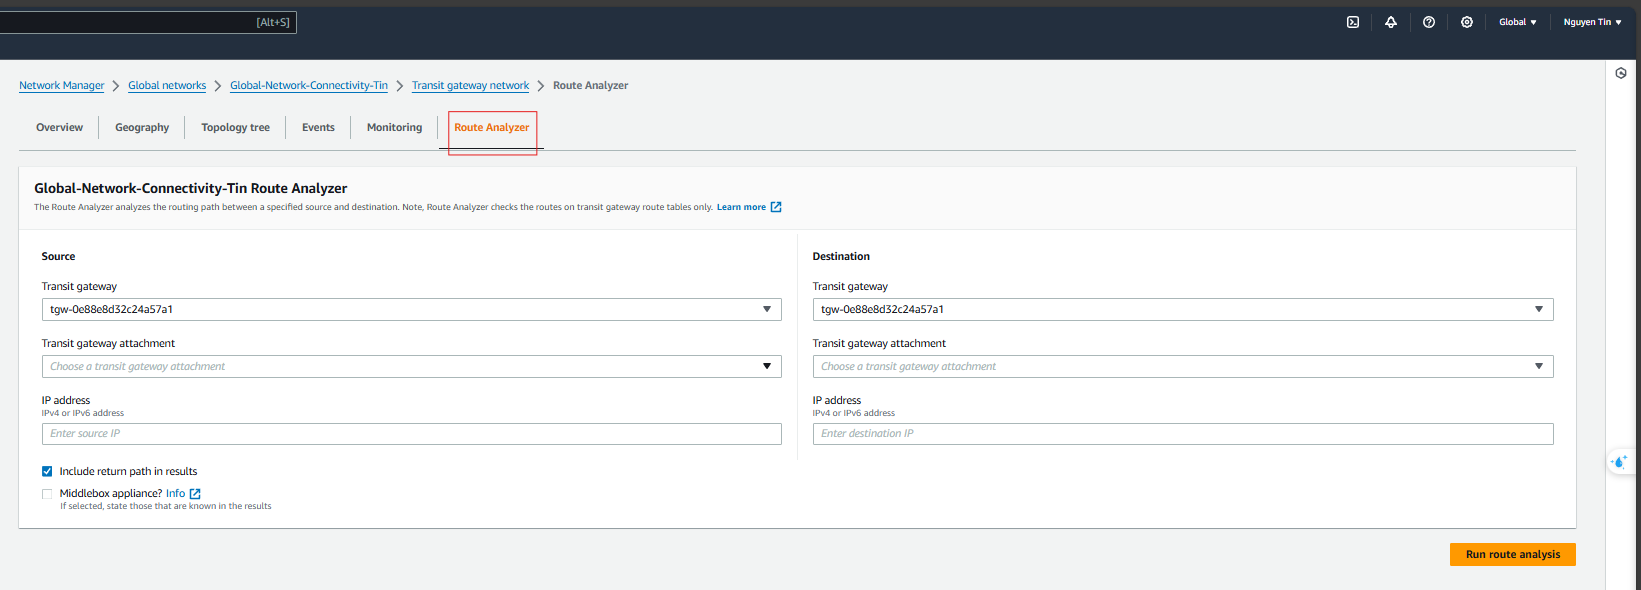 [Alt+S]
Global ▼
Nguyen Tin ▼
Network Manager > Global networks > Global-Network-Connectivity-Tin > Transit gateway network > Route Analyzer
Overview
Geography
Topology tree
Events
Monitoring
Route Analyzer
Global-Network-Connectivity-Tin Route Analyzer
The Route Analyzer analyzes the routing path between a specified source and destination. Note, Route Analyzer checks the routes on transit gateway route tables only. Learn more
Source
Transit gateway
tgw-0e88e8d32c24a57a1
Transit gateway attachment
Choose a transit gateway attachment
IP address
IPv4 or IPv6 address
Enter source IP
Include return path in results
Middlebox appliance? Info
If selected, state those that are known in the results
Destination
Transit gateway
tgw-0e88e8d32c24a57a1
Transit gateway attachment
Choose a transit gateway attachment
IP address
IPv4 or IPv6 address
Enter destination IP
Run route analysis